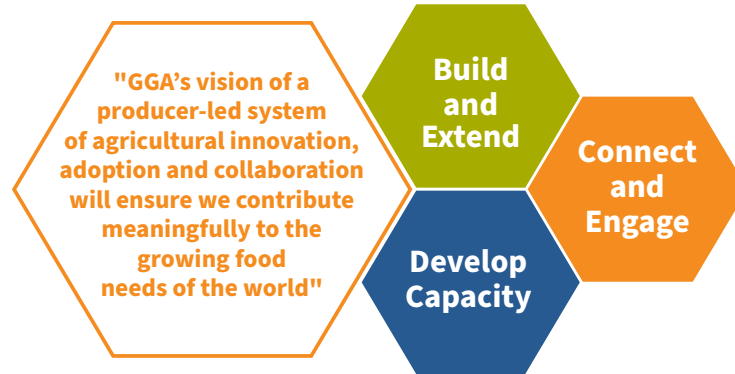 "GGA’s vision of a
producer-led system
of agricultural innovation,
adoption and collaboration
will ensure we contribute
meaningfully to the
growing food
needs of the world"
Build
and
Extend
Connect
and
Engage
Develop
Capacity